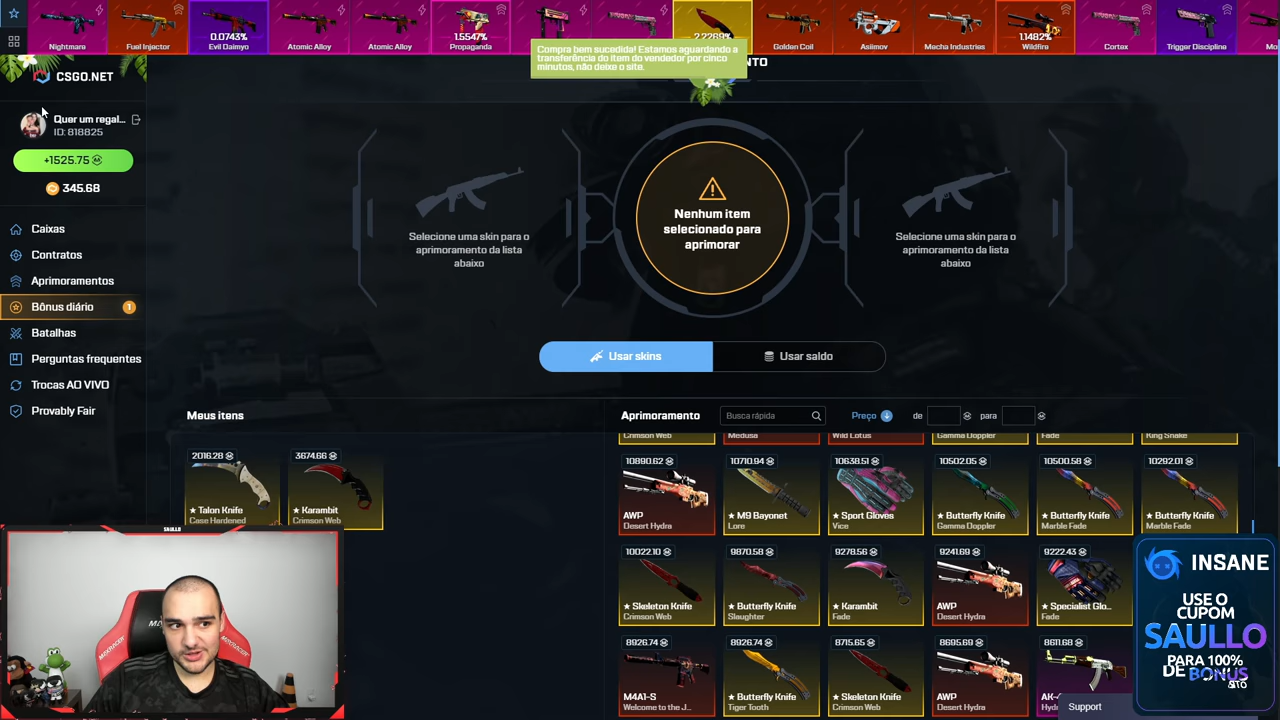 Nightmare
Fuel Injector
0.0743%
Evil Daimyo
Atomic Alloy
Atomic Alloy
1.5547%
Propaganda
2.2269%
Golden Coil
Asiimov
Mecha Industries
1.1482%
Wildfire
Cortex
Trigger Discipline
Compra bem sucedida! Estamos aguardando a
transferência do item do vendedor por cinco
minutos, não deixe o site.
CSGO.NET
Quer um regal...
ID: 818825
+1525.75
345.68
Caixas
Contratos
Aprimoramentos
Bônus diário 1
Batalhas
Perguntas frequentes
Trocas AO VIVO
Provably Fair
Selecione uma skin para o
aprimoramento da lista
abaixo
Nenhum item
selecionado para
aprimorar
Selecione uma skin para o
aprimoramento da lista
abaixo
Usar skins
Usar saldo
Meus itens
2016.28
★ Talon Knife
Case Hardened
3674.66
★ Karambit
Crimson Web
Aprimoramento
Busca rápida
Preço
de
para
Crimson Web
Medusa
Wild Lotus
Gamma Doppler
Fade
King Snake
10890.62
AWP
Desert Hydra
10710.94
★ M9 Bayonet
Lore
10638.51
★ Sport Gloves
Vice
10502.05
★ Butterfly Knife
Gamma Doppler
10500.58
★ Butterfly Knife
Marble Fade
10292.01
★ Butterfly Knife
Marble Fade
10022.10
★ Skeleton Knife
Crimson Web
9870.58
★ Butterfly Knife
Slaughter
9278.56
★ Karambit
Fade
9241.69
AWP
Desert Hydra
9222.43
★ Specialist Glo...
Fade
8926.74
M4A1-S
Welcome to the J...
8926.74
★ Butterfly Knife
Tiger Tooth
8715.65
★ Skeleton Knife
Crimson Web
8695.69
AWP
Desert Hydra
8611.68
Support
INSANE
USE O
CUPOM
SAULLO
PARA 100%
DE BONUS
SAULLO